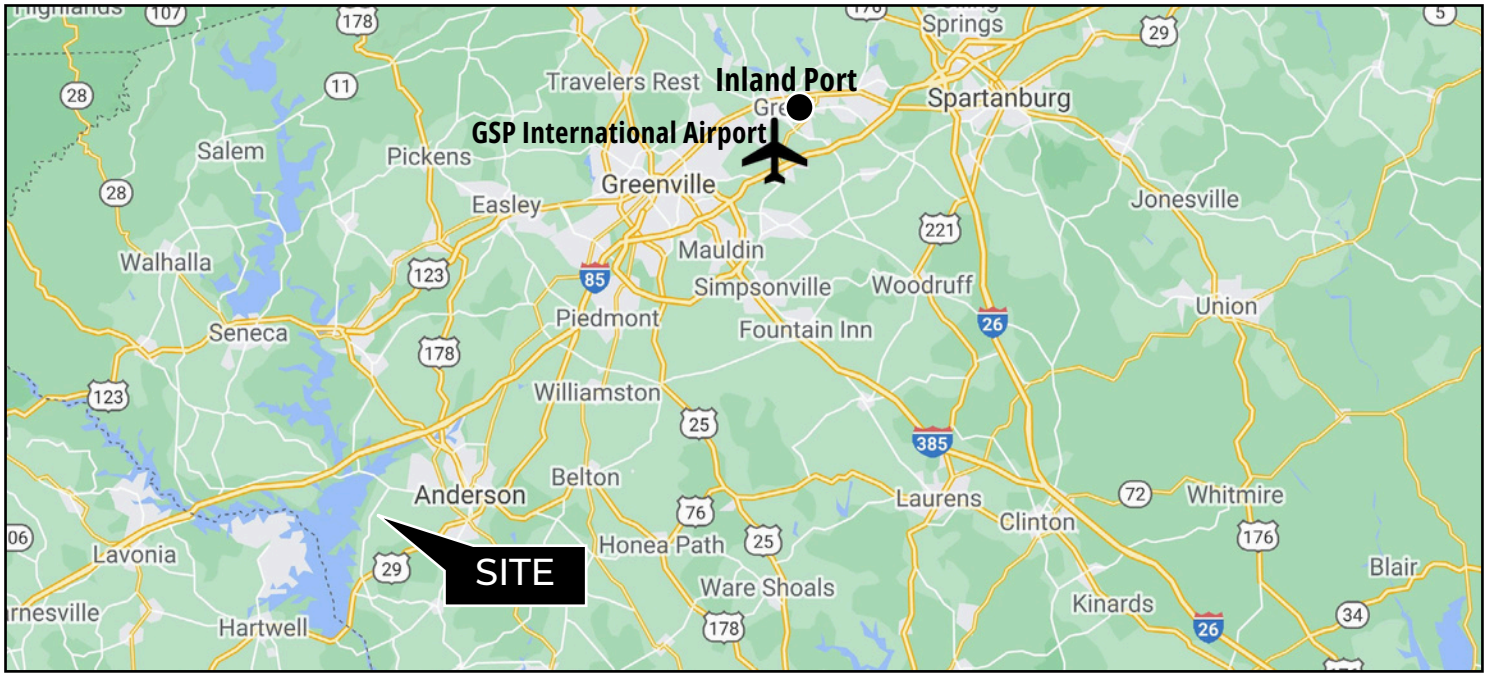 Highlands
107
178
176
Springs
29
5
28
11
Travelers Rest
Inland Port
Gre
Spartanburg
GSP International Airport
Salem
Pickens
28
Greenville
Easley
Jonesville
221
Mauldin
Walhalla
123
85
Simpsonville
Woodruff
Union
Seneca
Piedmont
Fountain Inn
26
178
123
Williamston
25
385
Belton
Anderson
Laurens
72
Whitmire
76
Clinton
06
Lavonia
29
Honea Path
25
176
SITE
Blair
Ware Shoals
rnesville
Kinards
34
Hartwell
178
26